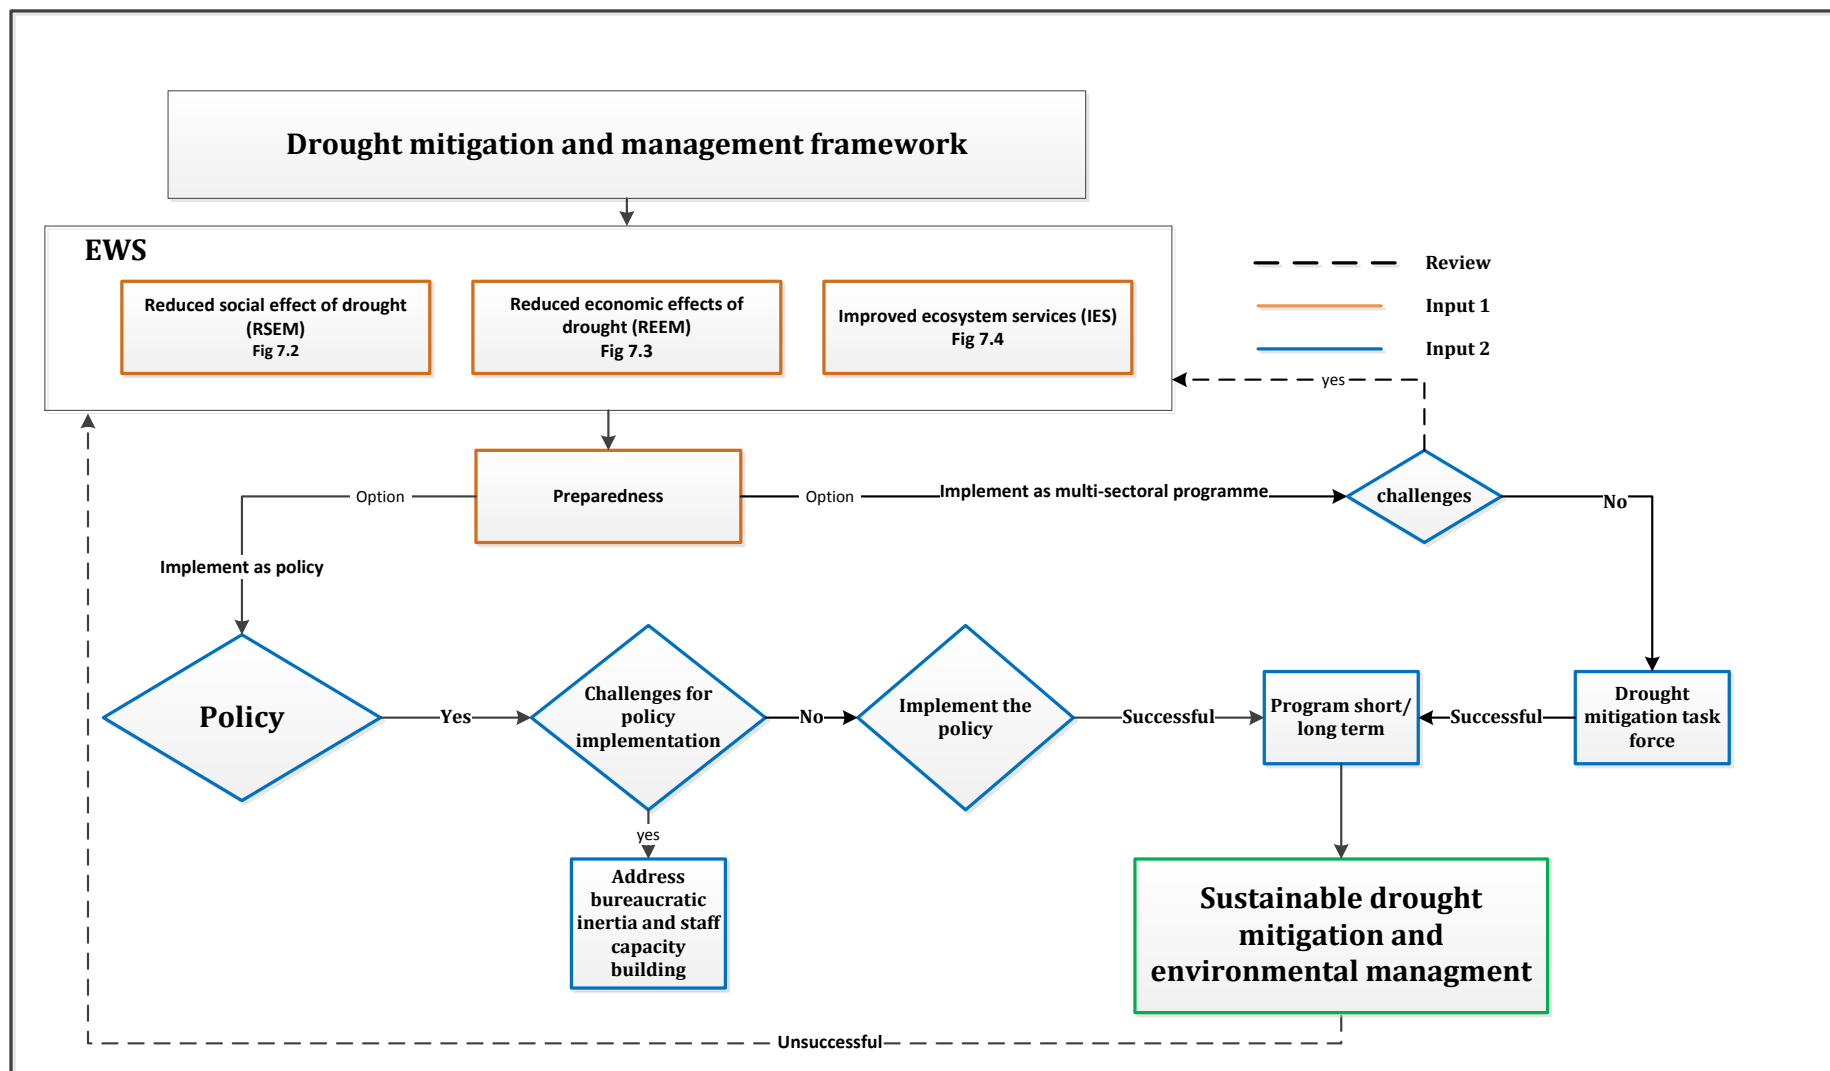 Drought mitigation and management framework
EWS
Reduced social effect of drought
(RSEM)
Fig 7.2
Reduced economic effects of
drought (REEM)
Fig 7.3
Improved ecosystem services (IES)
Fig 7.4
Review
Input 1
Input 2
yes
Option
Preparedness
Option
Implement as multi-sectoral programme
challenges
No
Implement as policy
Policy
Yes
Challenges for
policy
implementation
No
Implement the
policy
Successful
Program short/
long term
Successful
Drought
mitigation task
force
yes
Address
bureaucratic
inertia and staff
capacity
building
Sustainable drought
mitigation and
environmental managment
Unsuccessful